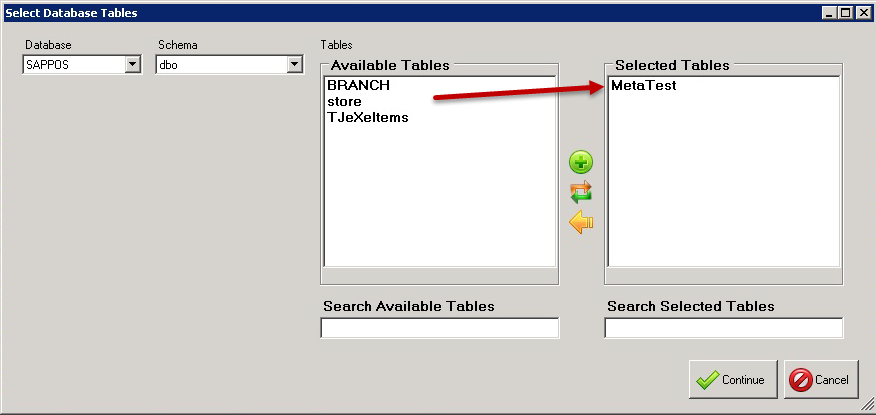 Select Database Tables
Database
Schema
Tables
SAPPOS
dbo
Available Tables
BRANCH
store
TJeXeItems
Selected Tables
MetaTest
Search Available Tables
Search Selected Tables
Continue
Cancel